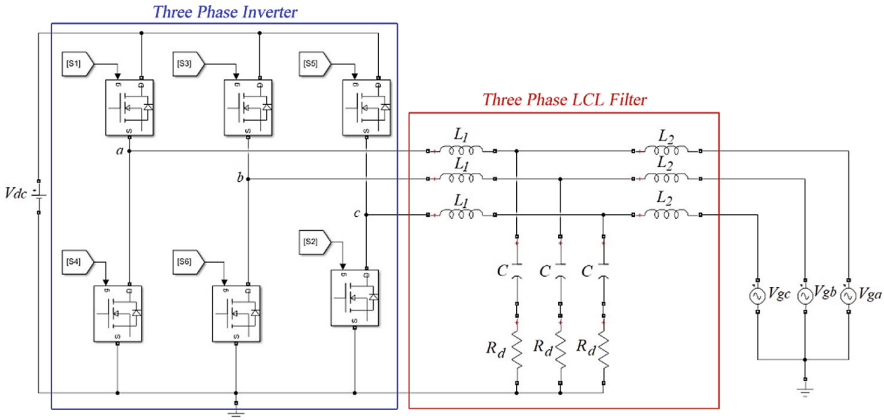 Three Phase Inverter
[S1]
[S3]
[S5]
g D S
g D S
g D S
Three Phase LCL Filter
a
L1
L2
b
L1
L2
Vdc
c
L1
L2
[S4]
[S6]
[S2]
g D S
g D S
g D S
C C C
Vgc Vgb Vga
Rd Rd Rd